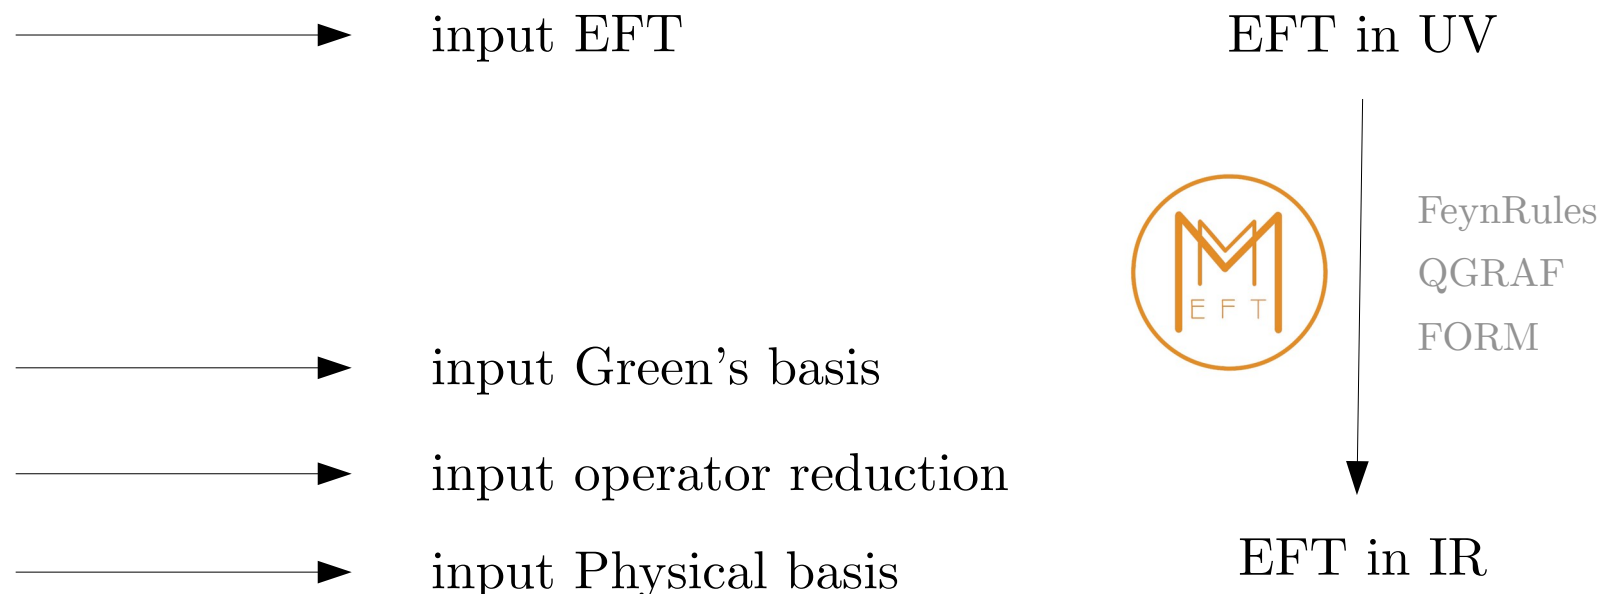 input EFT
EFT in UV
FeynRules
QGRAF
EFT
FORM
input Green's basis
input operator reduction
EFT in IR
input Physical basis